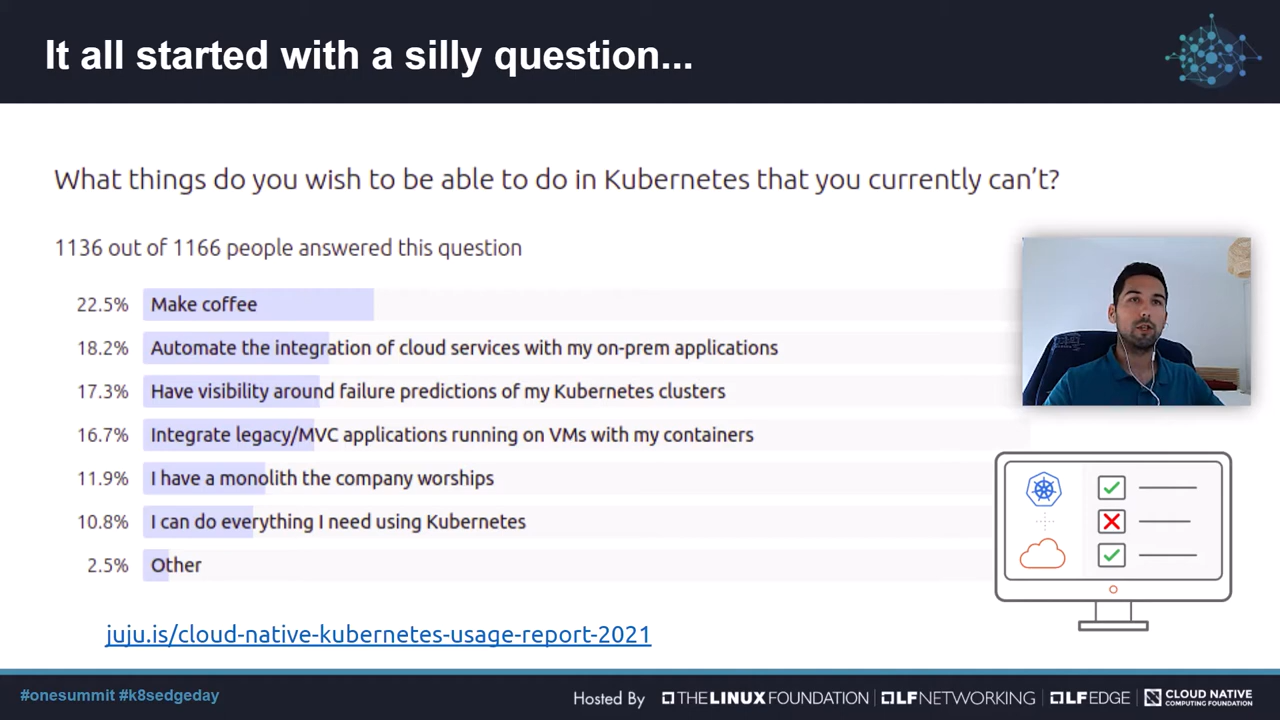 It all started with a silly question...
What things do you wish to be able to do in Kubernetes that you currently can't?
1136 out of 1166 people answered this question
22.5% Make coffee
18.2% Automate the integration of cloud services with my on-prem applications
17.3% Have visibility around failure predictions of my Kubernetes clusters
16.7% Integrate legacy/MVC applications running on VMs with my containers
11.9% I have a monolith the company worships
10.8% I can do everything I need using Kubernetes
2.5% Other
juju.is/cloud-native-kubernetes-usage-report-2021
#onesummit #k8sedgeday
Hosted By THE LINUX FOUNDATION LF NETWORKING LF EDGE CLOUD NATIVE
COMPUTING FOUNDATION